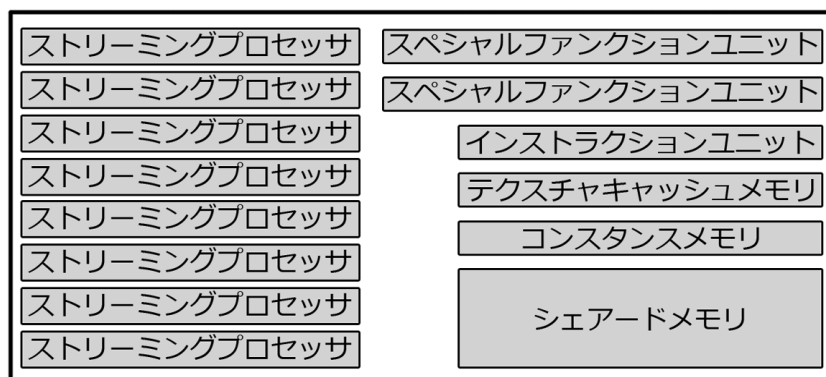 ストリーミングプロセッサ
ストリーミングプロセッサ
ストリーミングプロセッサ
ストリーミングプロセッサ
ストリーミングプロセッサ
ストリーミングプロセッサ
ストリーミングプロセッサ
ストリーミングプロセッサ
スペシャルファンクションユニット
スペシャルファンクションユニット
インストラクションユニット
テクスチャキャッシュメモリ
コンスタンスメモリ
シェアードメモリ